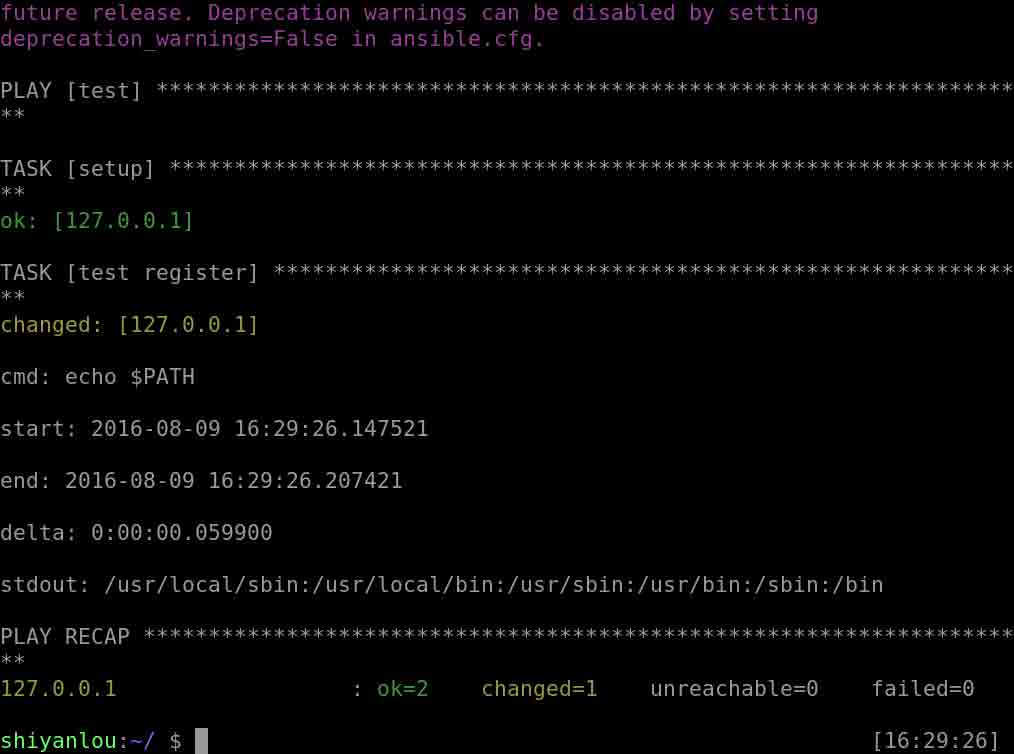 future release. Deprecation warnings can be disabled by setting
deprecation_warnings=False in ansible.cfg.
PLAY [test] ******************************************************************
**
TASK [setup] *****************************************************************
**
ok: [127.0.0.1]
TASK [test register] *********************************************************
**
changed: [127.0.0.1]
cmd: echo $PATH
start: 2016-08-09 16:29:26.147521
end: 2016-08-09 16:29:26.207421
delta: 0:00:00.059900
stdout: /usr/local/sbin:/usr/local/bin:/usr/sbin:/usr/bin:/sbin:/bin
PLAY RECAP *******************************************************************
**
127.0.0.1                  : ok=2    changed=1    unreachable=0    failed=0
shiyanlou:~/ $ [16:29:26]